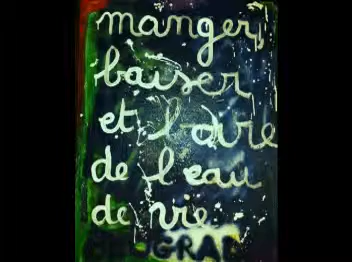 manger,
baiser
et boire
de l'eau
de vie